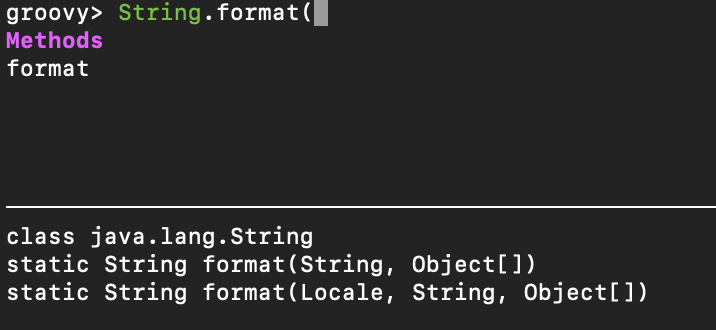 groovy> String.format(
Methods
format
class java.lang.String
static String format(String, Object[])
static String format(Locale, String, Object[])